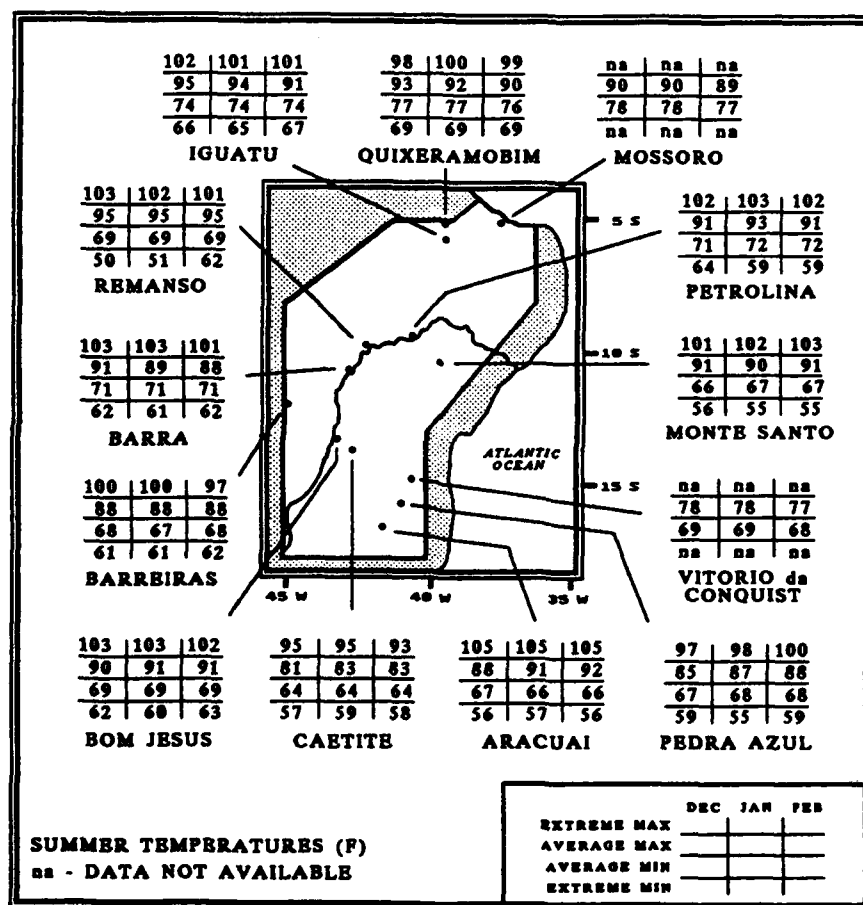 102 101 101
95 94 91
74 74 74
66 65 67
IGUATU
98 100 99
93 92 90
77 77 76
69 69 69
QUIXERAMOBIM
na na na
90 90 89
78 78 77
na na na
MOSSORO
103 102 101
95 95 95
69 69 69
50 51 62
REMANSO
102 103 102
91 93 91
71 72 72
64 59 59
PETROLINA
103 103 101
91 89 88
71 71 71
62 61 62
BARRA
101 102 103
91 90 91
66 67 67
56 55 55
MONTE SANTO
100 100 97
88 88 88
68 67 68
61 61 62
BARREIRAS
na na na
78 78 77
69 69 68
na na na
VITORIO da
CONQUIST
5 S
10 S
15 S
ATLANTIC
OCEAN
45 W 40 W 35 W
103 103 102
90 91 91
69 69 69
62 60 63
BOM JESUS
95 95 93
81 83 83
64 64 64
57 59 58
CAETITE
105 105 105
88 91 92
67 66 66
56 57 56
ARACUAI
97 98 100
85 87 88
67 68 68
59 55 59
PEDRA AZUL
SUMMER TEMPERATURES (F)
na - DATA NOT AVAILABLE
DEC JAN FEB
EXTREME MAX
AVERAGE MAX
AVERAGE MIN
EXTREME MIN